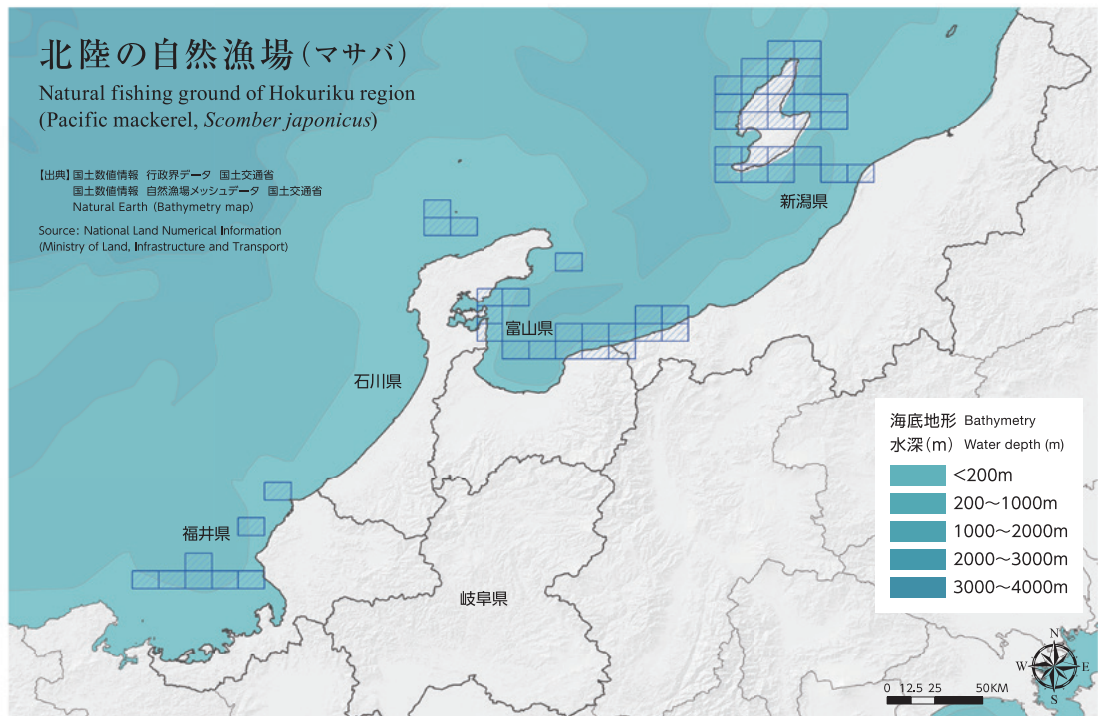 北陸の自然漁場(マサバ)
Natural fishing ground of Hokuriku region
(Pacific mackerel, Scomber japonicus)
【出典】国土数値情報 行政界データ 国土交通省
国土数値情報 自然漁場メッシュデータ 国土交通省
Natural Earth (Bathymetry map)
Source: National Land Numerical Information
(Ministry of Land, Infrastructure and Transport)
新潟県
富山県
石川県
福井県
岐阜県
海底地形 Bathymetry
水深(m) Water depth (m)
<200m
200〜1000m
1000〜2000m
2000〜3000m
3000〜4000m
N
W E
S
0 12.5 25 50KM